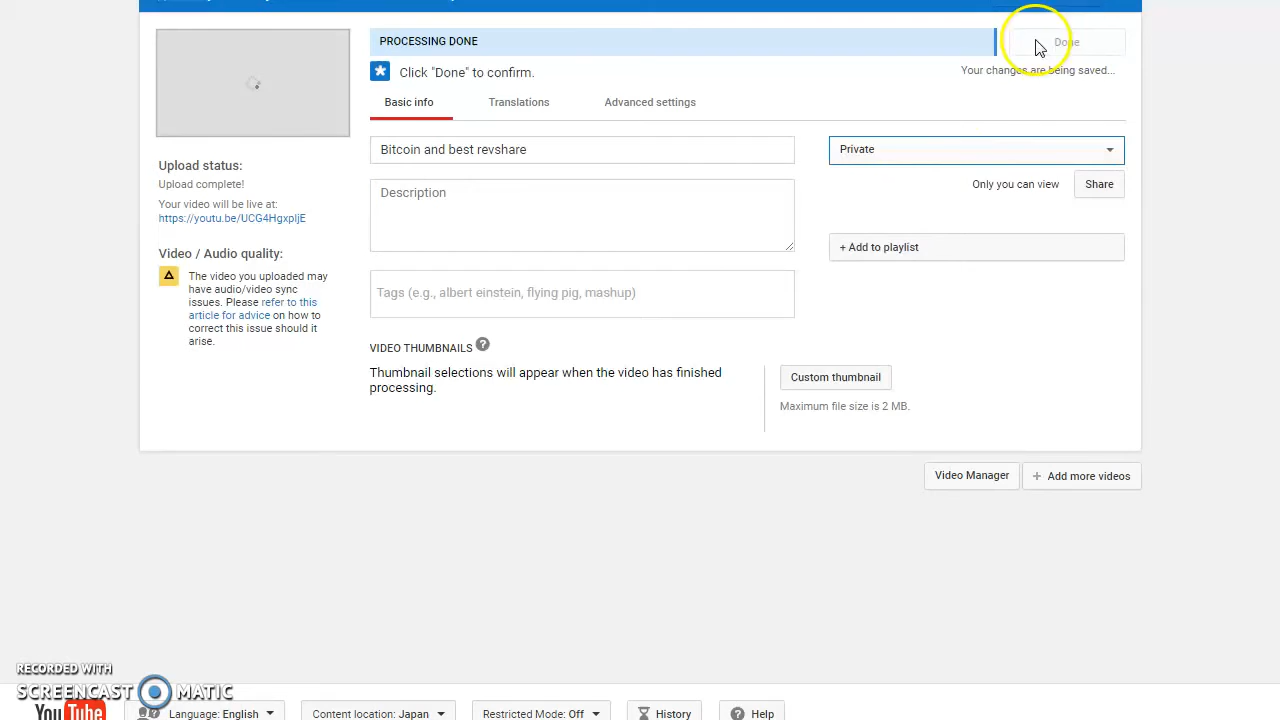 PROCESSING DONE
Done
Click "Done" to confirm.
Your changes are being saved...
Basic info
Translations
Advanced settings
Bitcoin and best revshare
Private
Description
Only you can view
Share
+ Add to playlist
Tags (e.g., albert einstein, flying pig, mashup)
Upload status:
Upload complete!
Your video will be live at:
https://youtu.be/UCG4HgxpIjE
Video / Audio quality:
The video you uploaded may
have audio/video sync
issues. Please refer to this
article for advice on how to
correct this issue should it
arise.
VIDEO THUMBNAILS ?
Thumbnail selections will appear when the video has finished
processing.
Custom thumbnail
Maximum file size is 2 MB.
Video Manager
+ Add more videos
RECORDED WITH
SCREENCAST MATIC
YouTube
Language: English
Content location: Japan
Restricted Mode: Off
History
? Help